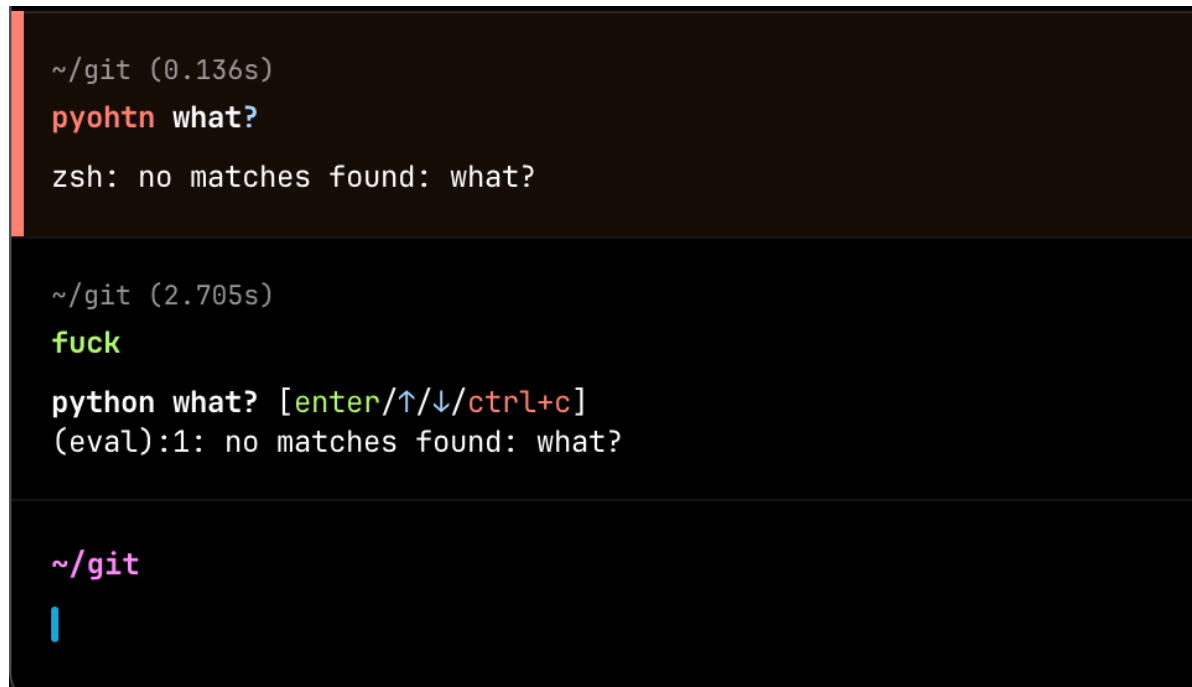 ~/git (0.136s)
pyohtn what?
zsh: no matches found: what?
~/git (2.705s)
fuck
python what? [enter/↑/↓/ctrl+c]
(eval):1: no matches found: what?
~/git